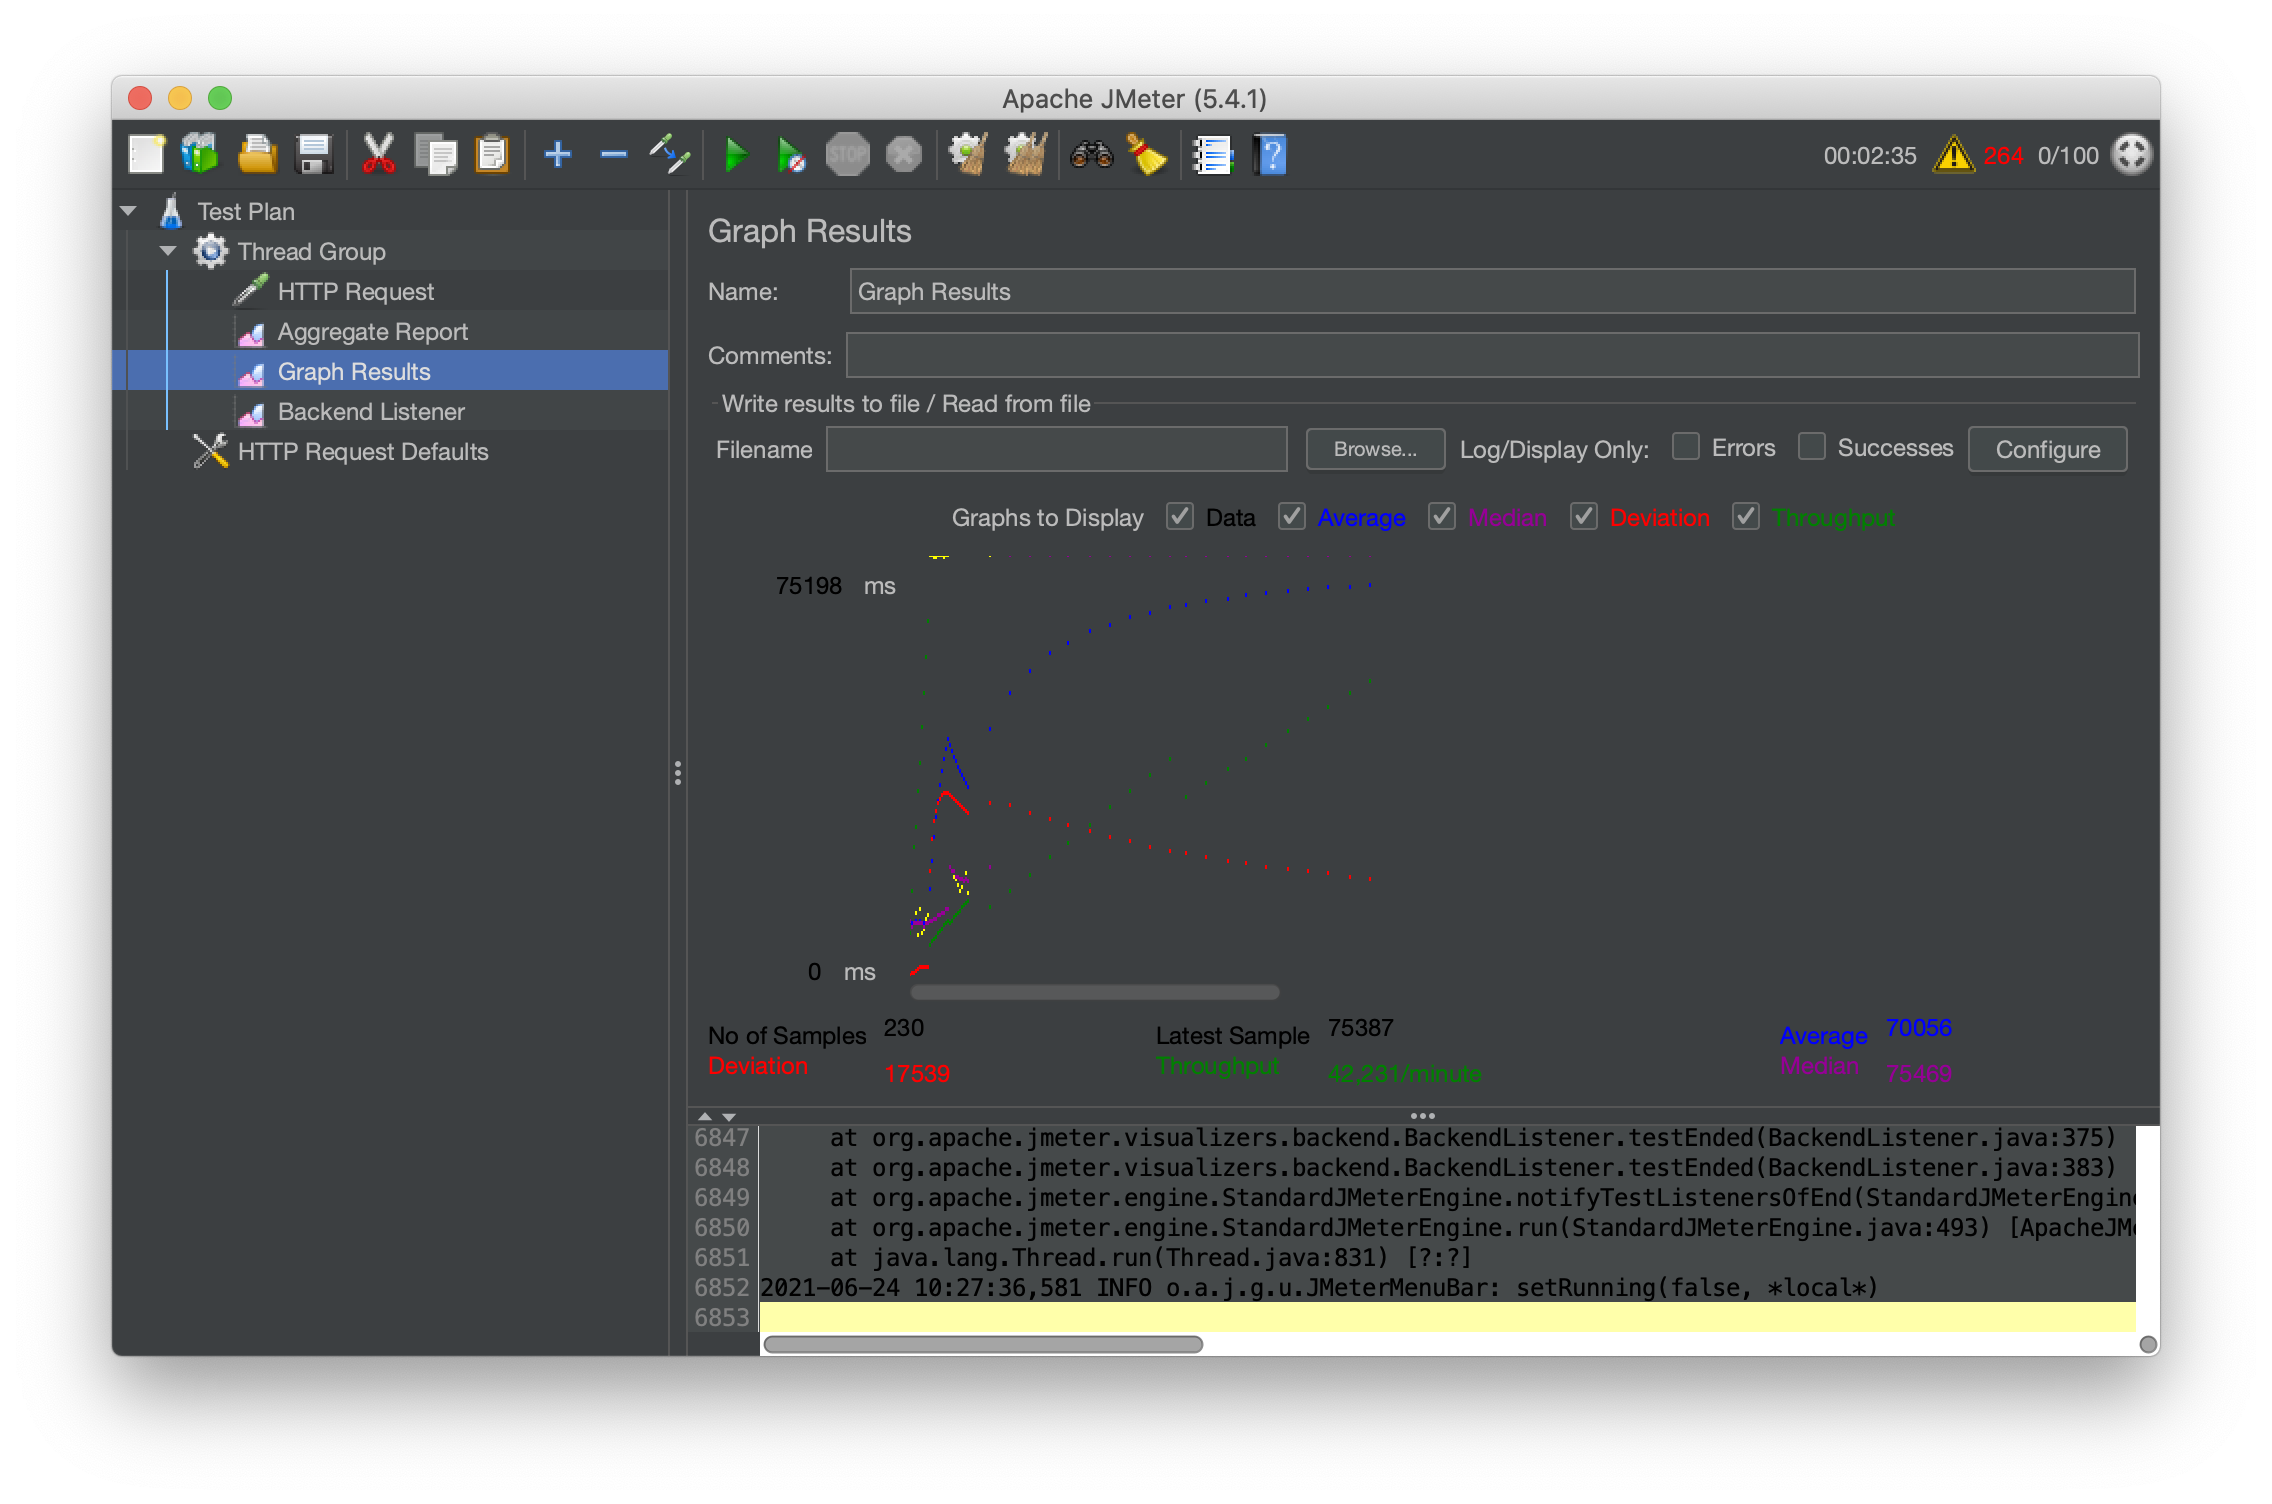 Apache JMeter (5.4.1)
STOP
00:02:35 264 0/100
Test Plan
Thread Group
HTTP Request
Aggregate Report
Graph Results
Backend Listener
HTTP Request Defaults
Graph Results
Name: Graph Results
Comments:
Write results to file / Read from file
Filename Browse... Log/Display Only: Errors Successes Configure
Graphs to Display Data Average Median Deviation Throughput
75198 ms
0 ms
No of Samples 230 Latest Sample 75387 Average 70056
Deviation 17539 Throughput 42,231/minute Median 75469
6847 at org.apache.jmeter.visualizers.backend.BackendListener.testEnded(BackendListener.java:375)
6848 at org.apache.jmeter.visualizers.backend.BackendListener.testEnded(BackendListener.java:383)
6849 at org.apache.jmeter.engine.StandardJMeterEngine.notifyTestListenersOfEnd(StandardJMeterEngin
6850 at org.apache.jmeter.engine.StandardJMeterEngine.run(StandardJMeterEngine.java:493) [ApacheJM
6851 at java.lang.Thread.run(Thread.java:831) [?:?]
6852 2021-06-24 10:27:36,581 INFO o.a.j.g.u.JMeterMenuBar: setRunning(false, *local*)
6853